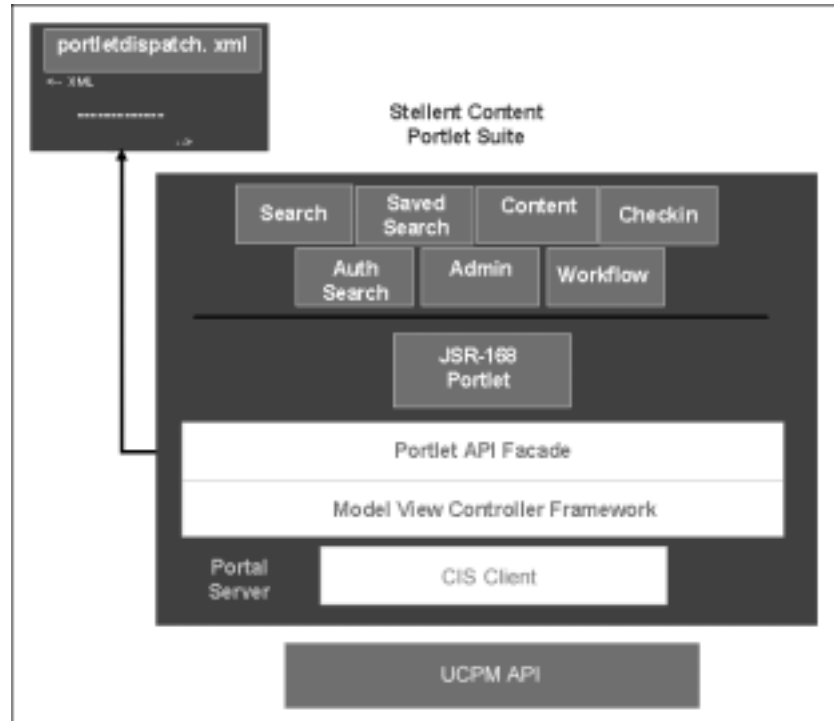 portletdispatch. xml
<-- XML
--------------
-->
Stellent Content
Portlet Suite
Search
Saved
Search
Content
Checkin
Auth
Search
Admin
Workflow
JSR-168
Portlet
Portlet API Facade
Model View Controller Framework
Portal
Server
CIS Client
UCPM API